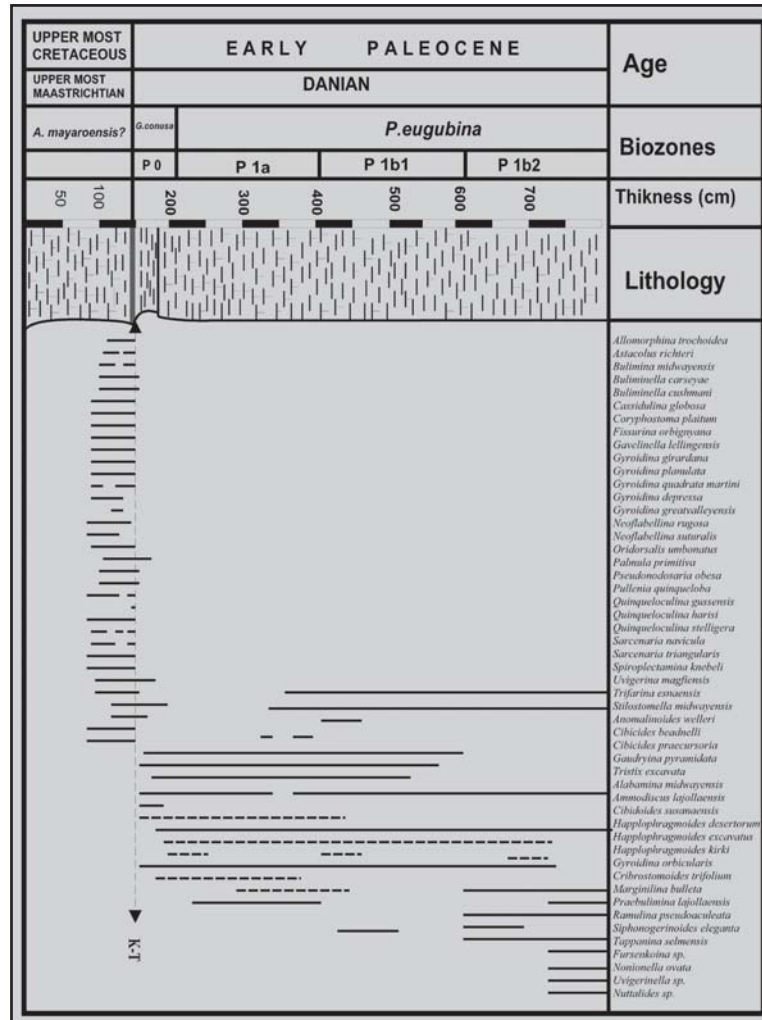 UPPER MOST
CRETACEOUS
EARLY PALEOCENE
Age
UPPER MOST
MAASTRICHTIAN
DANIAN
A. mayaroensis?
G.conusa
P.eugubina
Biozones
P 0
P 1a
P 1b1
P 1b2
50
100
200
300
400
500
600
700
Thikness (cm)
Lithology
Allomorphina trochoidea
Astacolus richteri
Bulimina midwayensis
Buliminella carseyae
Buliminella cushmani
Cassidulina globosa
Coryphostoma plaitum
Fissurina orbignyana
Gavelinella lellingensis
Gyroidina girardana
Gyroidina planulata
Gyroidina quadrata martini
Gyroidina depressa
Gyroidina greatvalleyensis
Neoflabellina rugosa
Neoflabellina suturalis
Oridorsalis umbonatus
Palmula primitiva
Pseudonodosaria obesa
Pullenia quinqueloba
Quinqueloculina gussensis
Quinqueloculina harisi
Quinqueloculina stelligera
Sarcenaria navicula
Sarcenaria triangularis
Spiroplectamina knebeli
Uvigerina magfiensis
Trifarina esnaensis
Stilostomella midwayensis
Anomalinoides welleri
Cibicides beadnelli
Cibicides praecursoria
Gaudryina pyramidata
Tristix excavata
Alabamina midwayensis
Ammodiscus lajollaensis
Cibidoides susanaensis
Happlophragmoides desertorum
Happlophragmoides excavatus
Happlophragmoides kirki
Gyroidina orbicularis
Cribrostomoides trifolium
Marginilina bulleta
Praebulimina lajollaensis
Ramulina pseudoaculeata
Siphonogerinoides eleganta
Tappanina selmensis
Fursenkoina sp.
Nonionella ovata
Uvigerinella sp.
Nuttalides sp.
K-T